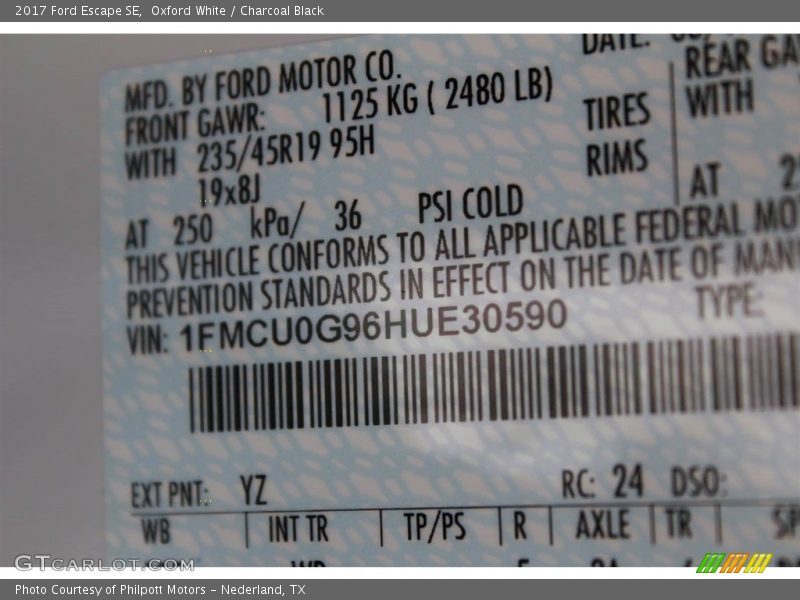 2017 Ford Escape SE, Oxford White / Charcoal Black
MFD. BY FORD MOTOR CO.
DATE:
FRONT GAWR: 1125 KG ( 2480 LB)
REAR
WITH 235/45R19 95H
TIRES
WITH
19x8J
RIMS
AT 250 kPa/ 36 PSI COLD
AT
THIS VEHICLE CONFORMS TO ALL APPLICABLE FEDERAL
PREVENTION STANDARDS IN EFFECT ON THE DATE OF
VIN: 1FMCU0G96HUE30590
TYPE:
EXT PNT: YZ RC: 24 DSO:
WB INT TR TP/PS R AXLE TR
GTCARLOT.COM
Photo Courtesy of Philpott Motors - Nederland, TX